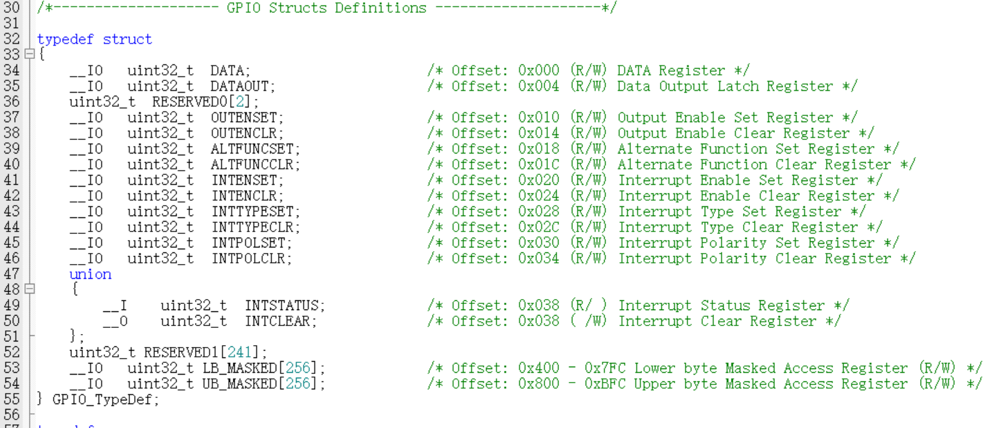 30 /*-------------------- GPIO Structs Definitions --------------------*/
31
32 typedef struct
33 {
34 __IO uint32_t DATA; /* Offset: 0x000 (R/W) DATA Register */
35 __IO uint32_t DATAOUT; /* Offset: 0x004 (R/W) Data Output Latch Register */
36 uint32_t RESERVED0[2];
37 __IO uint32_t OUTENSET; /* Offset: 0x010 (R/W) Output Enable Set Register */
38 __IO uint32_t OUTENCLR; /* Offset: 0x014 (R/W) Output Enable Clear Register */
39 __IO uint32_t ALTFUNCSET; /* Offset: 0x018 (R/W) Alternate Function Set Register */
40 __IO uint32_t ALTFUNCCLR; /* Offset: 0x01C (R/W) Alternate Function Clear Register */
41 __IO uint32_t INTENSET; /* Offset: 0x020 (R/W) Interrupt Enable Set Register */
42 __IO uint32_t INTENCLR; /* Offset: 0x024 (R/W) Interrupt Enable Clear Register */
43 __IO uint32_t INTTYPESET; /* Offset: 0x028 (R/W) Interrupt Type Set Register */
44 __IO uint32_t INTTYPECLR; /* Offset: 0x02C (R/W) Interrupt Type Clear Register */
45 __IO uint32_t INTPOLSET; /* Offset: 0x030 (R/W) Interrupt Polarity Set Register */
46 __IO uint32_t INTPOLCLR; /* Offset: 0x034 (R/W) Interrupt Polarity Clear Register */
47 union
48 {
49 __I uint32_t INTSTATUS; /* Offset: 0x038 (R/ ) Interrupt Status Register */
50 __O uint32_t INTCLEAR; /* Offset: 0x038 ( /W) Interrupt Clear Register */
51 };
52 uint32_t RESERVED1[241];
53 __IO uint32_t LB_MASKED[256]; /* Offset: 0x400 - 0x7FC Lower byte Masked Access Register (R/W) */
54 __IO uint32_t UB_MASKED[256]; /* Offset: 0x800 - 0xBFC Upper byte Masked Access Register (R/W) */
55 } GPIO_TypeDef;
56